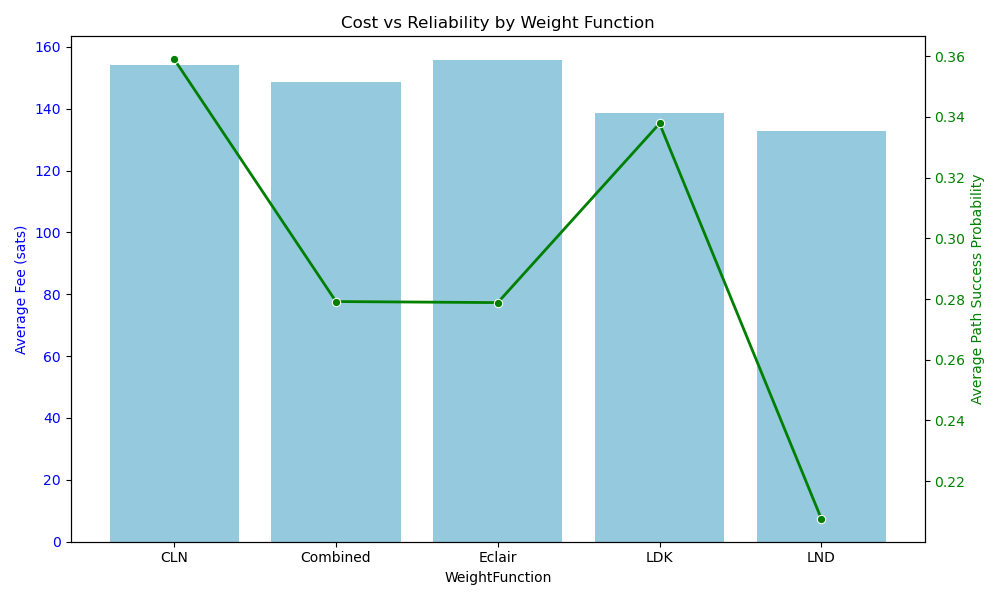 Cost vs Reliability by Weight Function
160
140
120
100
80
60
40
20
0
Average Fee (sats)
0.36
0.34
0.32
0.30
0.28
0.26
0.24
0.22
Average Path Success Probability
CLN
Combined
Eclair
LDK
LND
WeightFunction